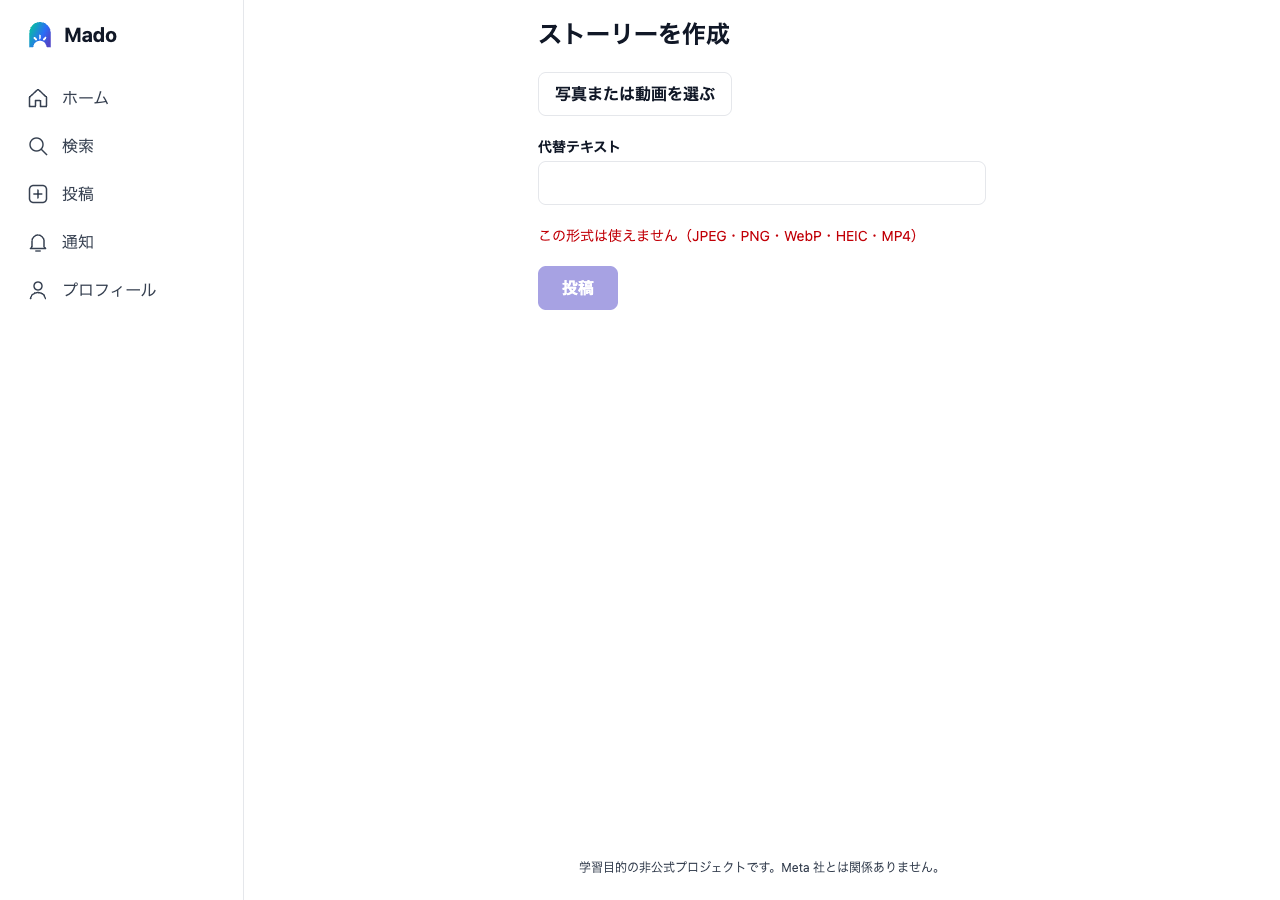 Mado
ホーム
検索
投稿
通知
プロフィール
ストーリーを作成
写真または動画を選ぶ
代替テキスト
この形式は使えません（JPEG・PNG・WebP・HEIC・MP4）
投稿
学習目的の非公式プロジェクトです。Meta 社とは関係ありません。